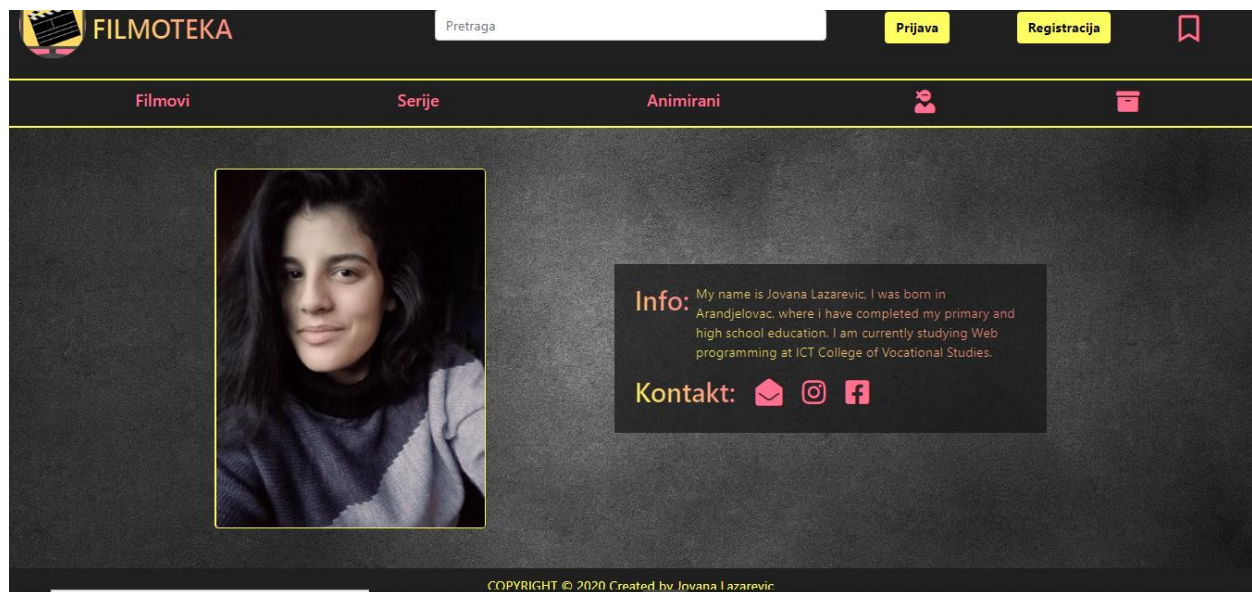 FILMOTEKA
Pretraga
Prijava
Registracija
Filmovi
Serije
Animirani
Info:
My name is Jovana Lazarevic, I was born in
Arandjelovac, where i have completed my primary and
high school education. I am currently studying Web
programming at ICT College of Vocational Studies.
Kontakt:
COPYRIGHT © 2020 Created by Jovana Lazarevic